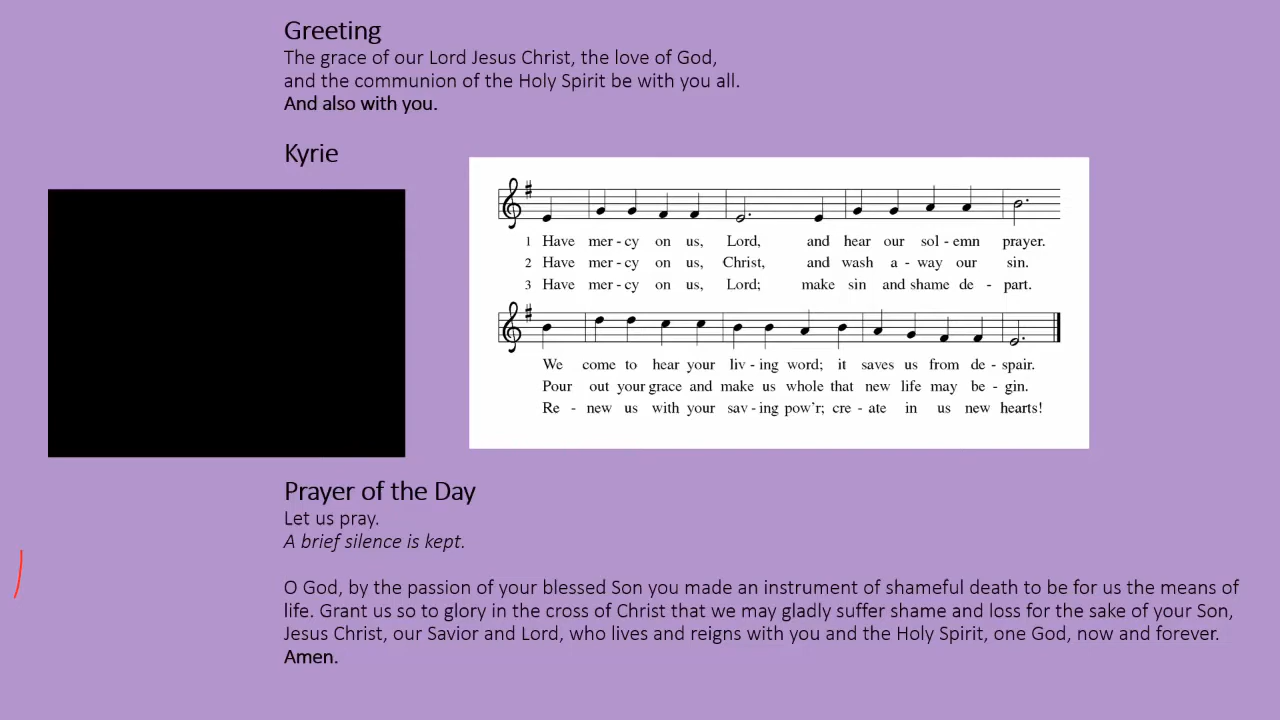 Greeting
The grace of our Lord Jesus Christ, the love of God,
and the communion of the Holy Spirit be with you all.
And also with you.
Kyrie
1 Have mer - cy on us, Lord, and hear our sol - emn prayer.
2 Have mer - cy on us, Christ, and wash a - way our sin.
3 Have mer - cy on us, Lord; make sin and shame de - part.
We come to hear your liv - ing word; it saves us from de - spair.
Pour out your grace and make us whole that new life may be - gin.
Re - new us with your sav - ing pow'r; cre - ate in us new hearts!
Prayer of the Day
Let us pray.
A brief silence is kept.
O God, by the passion of your blessed Son you made an instrument of shameful death to be for us the means of
life. Grant us so to glory in the cross of Christ that we may gladly suffer shame and loss for the sake of your Son,
Jesus Christ, our Savior and Lord, who lives and reigns with you and the Holy Spirit, one God, now and forever.
Amen.